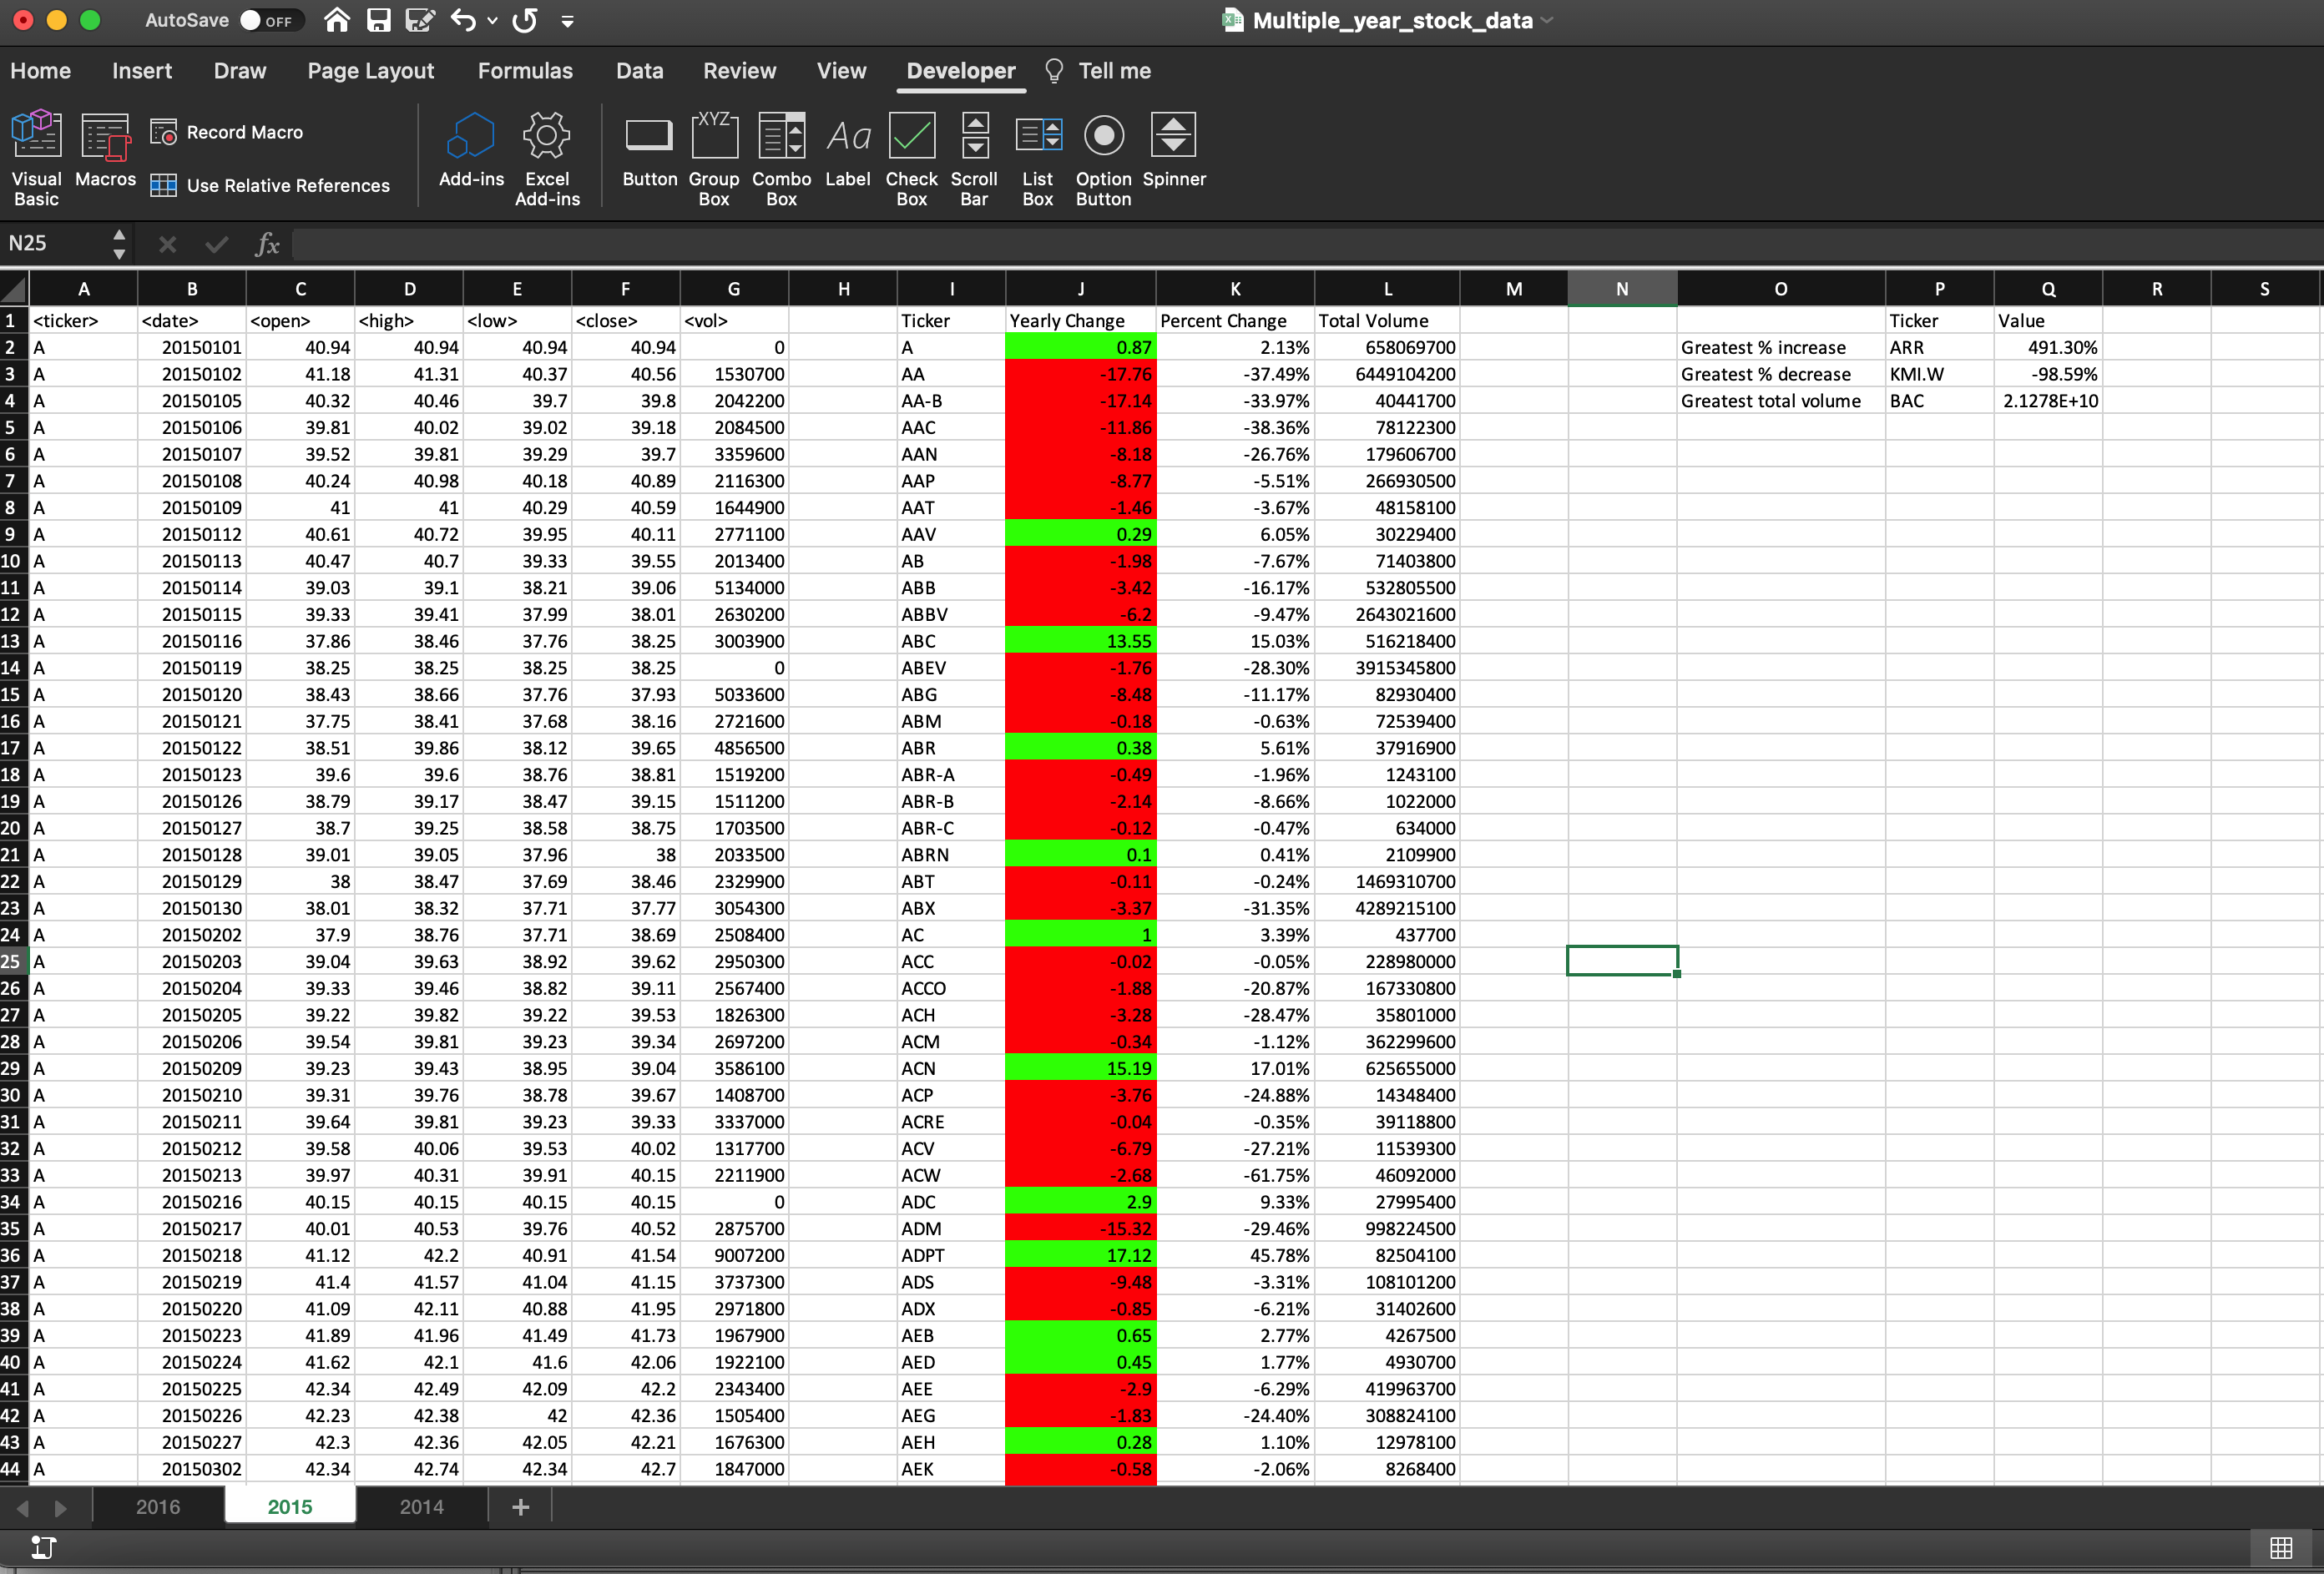 AutoSave OFF Multiple_year_stock_data
Home Insert Draw Page Layout Formulas Data Review View Developer Tell me
Visual Basic Macros Record Macro Use Relative References Add-ins Excel Add-ins Button Group Box Combo Box Label Check Box Scroll Bar List Box Option Button Spinner
XYZ Aa
N25 fx
A B C D E F G H I J K L M N O P Q R S
1 <ticker> <date> <open> <high> <low> <close> <vol> Ticker Yearly Change Percent Change Total Volume Ticker Value
2 A 20150101 40.94 40.94 40.94 40.94 0 A 0.87 2.13% 658069700 Greatest % increase ARR 491.30%
3 A 20150102 41.18 41.31 40.37 40.56 1530700 AA -17.76 -37.49% 6449104200 Greatest % decrease KMI.W -98.59%
4 A 20150105 40.32 40.46 39.7 39.8 2042200 AA-B -17.14 -33.97% 40441700 Greatest total volume BAC 2.1278E+10
5 A 20150106 39.81 40.02 39.02 39.18 2084500 AAC -11.86 -38.36% 78122300
6 A 20150107 39.52 39.81 39.29 39.7 3359600 AAN -8.18 -26.76% 179606700
7 A 20150108 40.24 40.98 40.18 40.89 2116300 AAP -8.77 -5.51% 266930500
8 A 20150109 41 41 40.29 40.59 1644900 AAT -1.46 -3.67% 48158100
9 A 20150112 40.61 40.72 39.95 40.11 2771100 AAV 0.29 6.05% 30229400
10 A 20150113 40.47 40.7 39.33 39.55 2013400 AB -1.98 -7.67% 71403800
11 A 20150114 39.03 39.1 38.21 39.06 5134000 ABB -3.42 -16.17% 532805500
12 A 20150115 39.33 39.41 37.99 38.01 2630200 ABBV -6.2 -9.47% 2643021600
13 A 20150116 37.86 38.46 37.76 38.25 3003900 ABC 13.55 15.03% 516218400
14 A 20150119 38.25 38.25 38.25 38.25 0 ABEV -1.76 -28.30% 3915345800
15 A 20150120 38.43 38.66 37.76 37.93 5033600 ABG -8.48 -11.17% 82930400
16 A 20150121 37.75 38.41 37.68 38.16 2721600 ABM -0.18 -0.63% 72539400
17 A 20150122 38.51 39.86 38.12 39.65 4856500 ABR 0.38 5.61% 37916900
18 A 20150123 39.6 39.6 38.76 38.81 1519200 ABR-A -0.49 -1.96% 1243100
19 A 20150126 38.79 39.17 38.47 39.15 1511200 ABR-B -2.14 -8.66% 1022000
20 A 20150127 38.7 39.25 38.58 38.75 1703500 ABR-C -0.12 -0.47% 634000
21 A 20150128 39.01 39.05 37.96 38 2033500 ABRN 0.1 0.41% 2109900
22 A 20150129 38 38.47 37.69 38.46 2329900 ABT -0.11 -0.24% 1469310700
23 A 20150130 38.01 38.32 37.71 37.77 3054300 ABX -3.37 -31.35% 4289215100
24 A 20150202 37.9 38.76 37.71 38.69 2508400 AC 1 3.39% 437700
25 A 20150203 39.04 39.63 38.92 39.62 2950300 ACC -0.02 -0.05% 228980000
26 A 20150204 39.33 39.46 38.82 39.11 2567400 ACCO -1.88 -20.87% 167330800
27 A 20150205 39.22 39.82 39.22 39.53 1826300 ACH -3.28 -28.47% 35801000
28 A 20150206 39.54 39.81 39.23 39.34 2697200 ACM -0.34 -1.12% 362299600
29 A 20150209 39.23 39.43 38.95 39.04 3586100 ACN 15.19 17.01% 625655000
30 A 20150210 39.31 39.76 38.78 39.67 1408700 ACP -3.76 -24.88% 14348400
31 A 20150211 39.64 39.81 39.23 39.33 3337000 ACRE -0.04 -0.35% 39118800
32 A 20150212 39.58 40.06 39.53 40.02 1317700 ACV -6.79 -27.21% 11539300
33 A 20150213 39.97 40.31 39.91 40.15 2211900 ACW -2.68 -61.75% 46092000
34 A 20150216 40.15 40.15 40.15 40.15 0 ADC 2.9 9.33% 27995400
35 A 20150217 40.01 40.53 39.76 40.52 2875700 ADM -15.32 -29.46% 998224500
36 A 20150218 41.12 42.2 40.91 41.54 9007200 ADPT 17.12 45.78% 82504100
37 A 20150219 41.4 41.57 41.04 41.15 3737300 ADS -9.48 -3.31% 108101200
38 A 20150220 41.09 42.11 40.88 41.95 2971800 ADX -0.85 -6.21% 31402600
39 A 20150223 41.89 41.96 41.49 41.73 1967900 AEB 0.65 2.77% 4267500
40 A 20150224 41.62 42.1 41.6 42.06 1922100 AED 0.45 1.77% 4930700
41 A 20150225 42.34 42.49 42.09 42.2 2343400 AEE -2.9 -6.29% 419963700
42 A 20150226 42.23 42.38 42 42.36 1505400 AEG -1.83 -24.40% 308824100
43 A 20150227 42.3 42.36 42.05 42.21 1676300 AEH 0.28 1.10% 12978100
44 A 20150302 42.34 42.74 42.34 42.7 1847000 AEK -0.58 -2.06% 8268400
2016 2015 2014 +